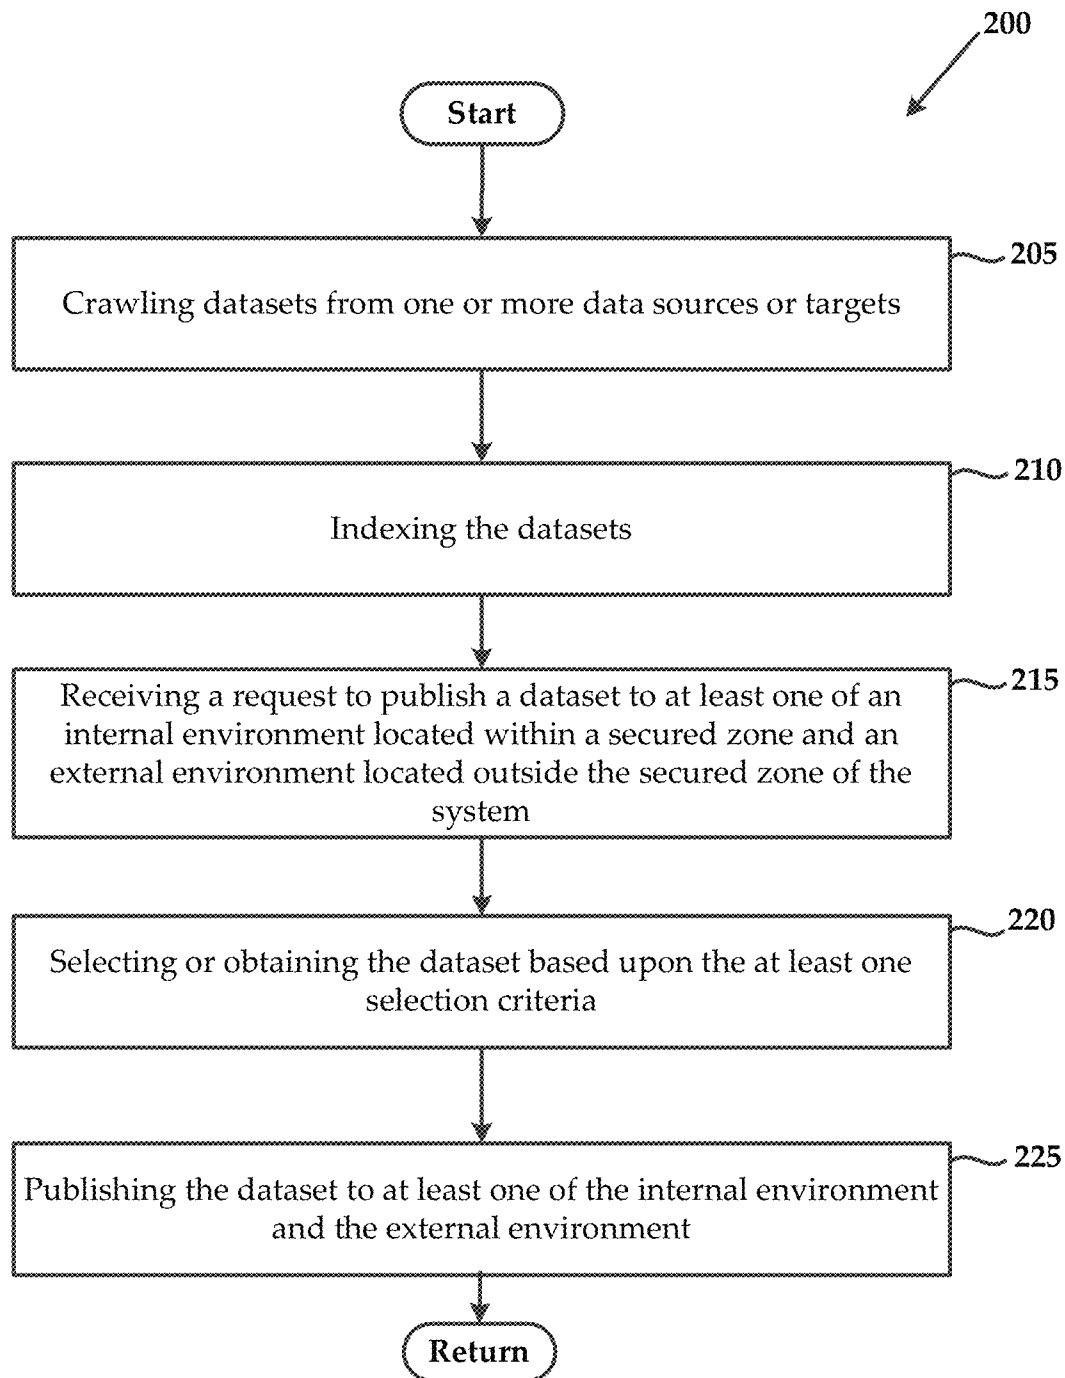 200
Start
205
Crawling datasets from one or more data sources or targets
210
Indexing the datasets
215
Receiving a request to publish a dataset to at least one of an
internal environment located within a secured zone and an
external environment located outside the secured zone of the
system
220
Selecting or obtaining the dataset based upon the at least one
selection criteria
225
Publishing the dataset to at least one of the internal environment
and the external environment
Return